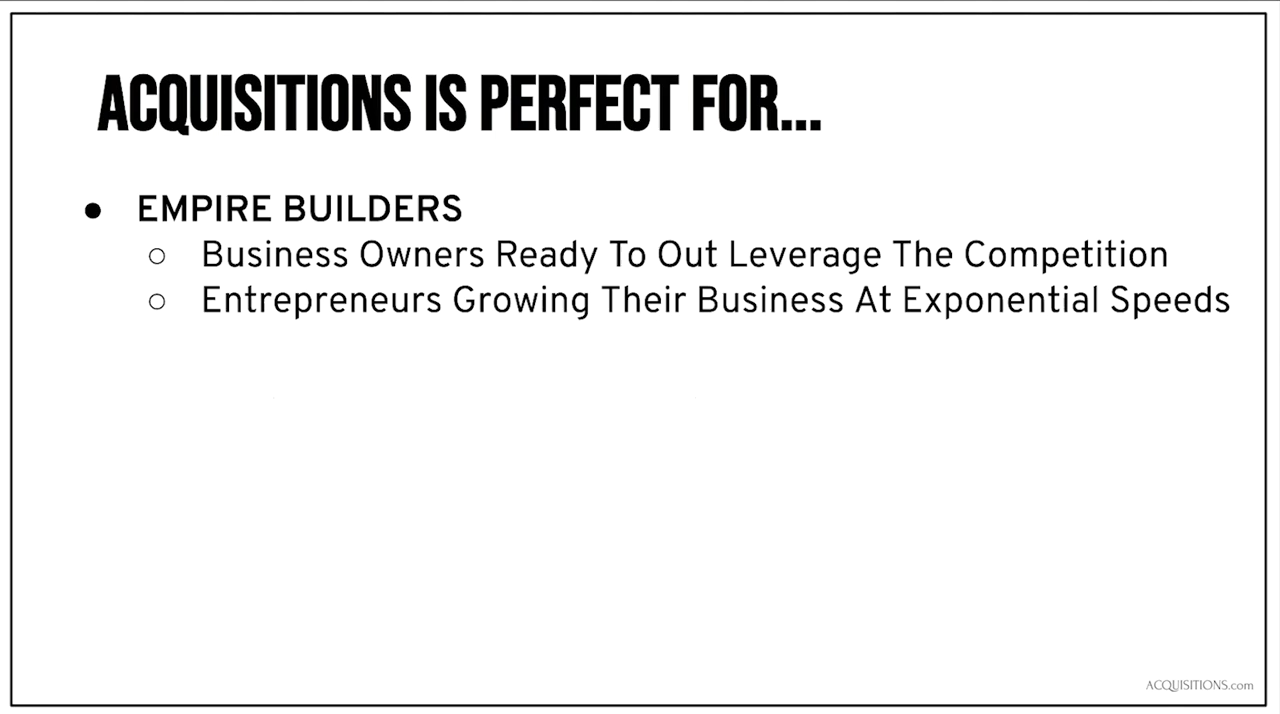 ACQUISITIONS IS PERFECT FOR...
● EMPIRE BUILDERS
○ Business Owners Ready To Out Leverage The Competition
○ Entrepreneurs Growing Their Business At Exponential Speeds
ACQUISITIONS.com